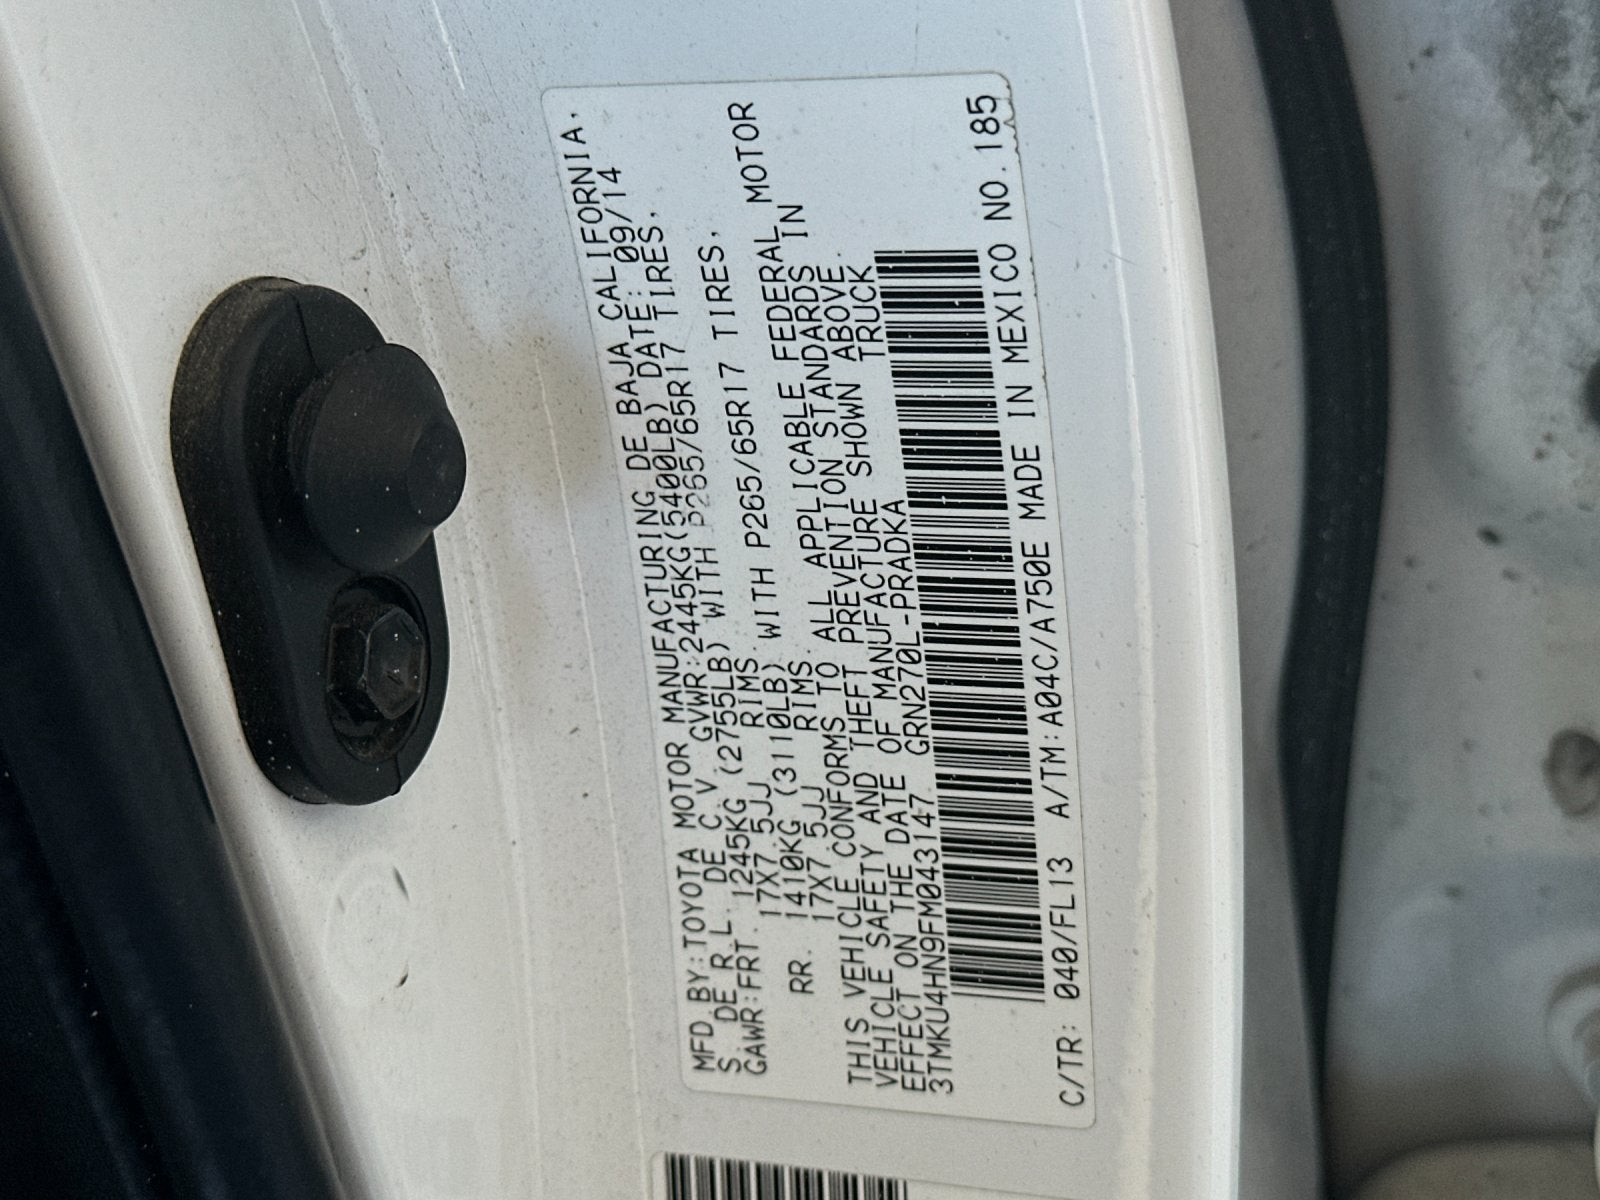 MFD.BY:TOYOTA MOTOR MANUFACTURING DE BAJA CALIFORNIA,
S. DE R.L. DE C.V. GVWR:2445KG(5400LB) DATE: 09/14
GAWR:FRT. 1245KG (2755LB) WITH P265/65R17 TIRES,
17X7.5JJ RIMS.
RR. 1410KG (3110LB) WITH P265/65R17 TIRES,
17X7.5JJ RIMS.
THIS VEHICLE CONFORMS TO ALL APPLICABLE FEDERAL MOTOR
VEHICLE SAFETY AND THEFT PREVENTION STANDARDS IN
EFFECT ON THE DATE OF MANUFACTURE SHOWN ABOVE.
3TMKU4HN9FM043147 GRN270L-PRADKA TRUCK
C/TR: 040/FL13 A/TM:A04C/A750E MADE IN MEXICO NO.185